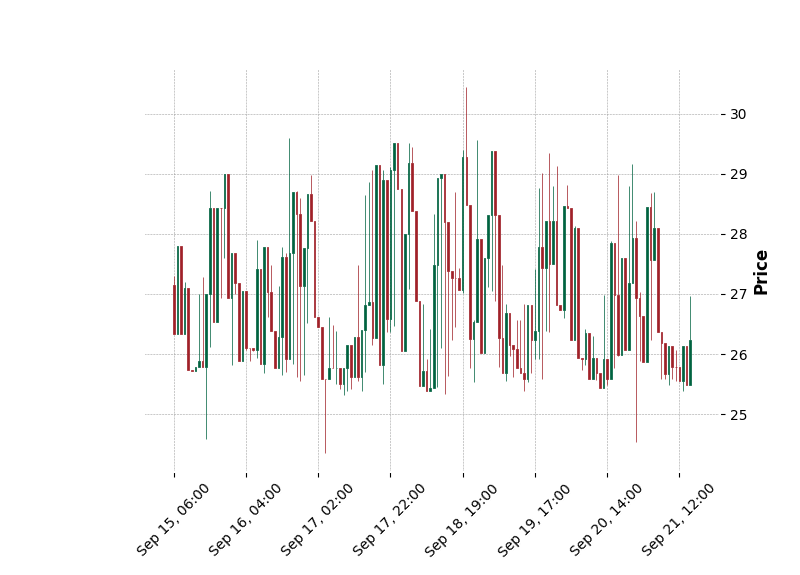 30
29
28
27
26
25
Price
Sep 15, 06:00
Sep 16, 04:00
Sep 17, 02:00
Sep 17, 22:00
Sep 18, 19:00
Sep 19, 17:00
Sep 20, 14:00
Sep 21, 12:00